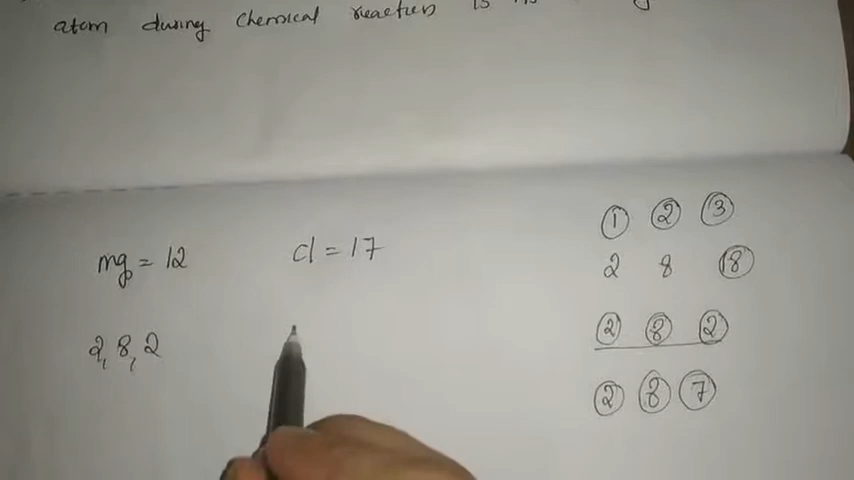 atom during chemical reaction is
mg = 12
cl = 17
2, 8, 2
1 2 3
2 8 18
2 8 2
2 8 7